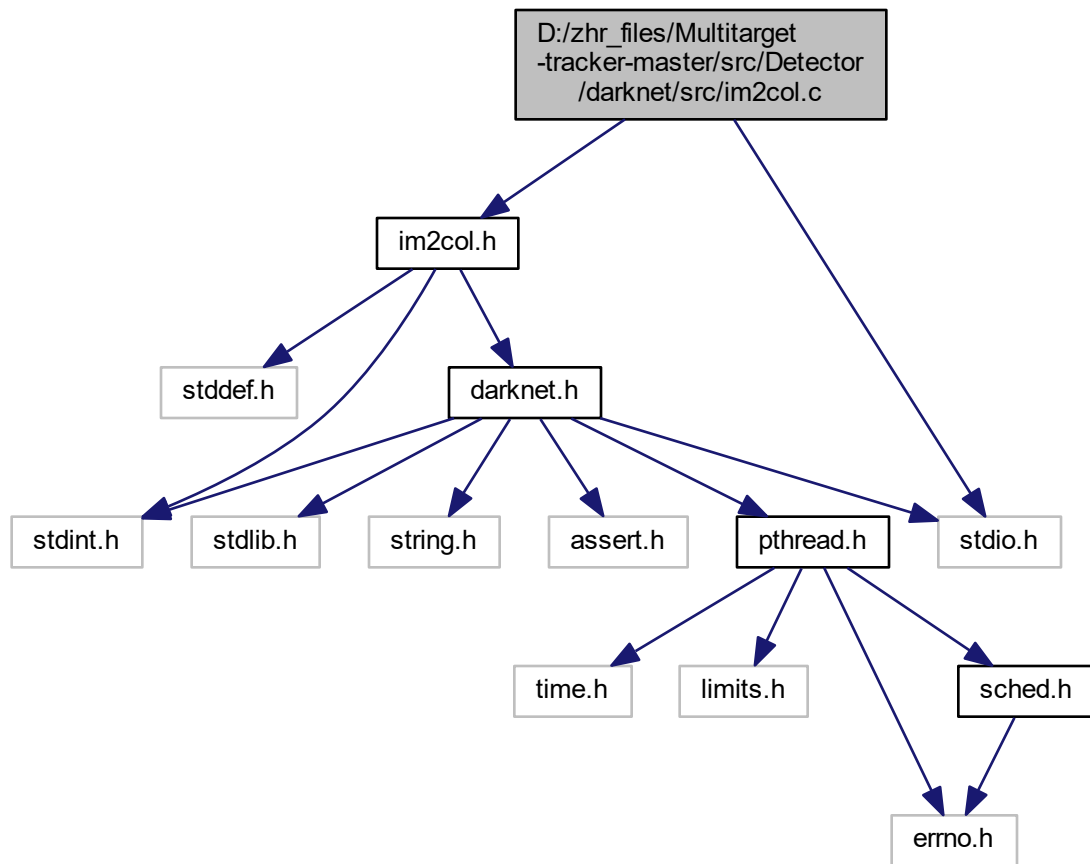 D:/zhr_files/Multitarget
-tracker-master/src/Detector
/darknet/src/im2col.c
im2col.h
stddef.h
darknet.h
stdint.h
stdlib.h
string.h
assert.h
pthread.h
stdio.h
time.h
limits.h
sched.h
errno.h